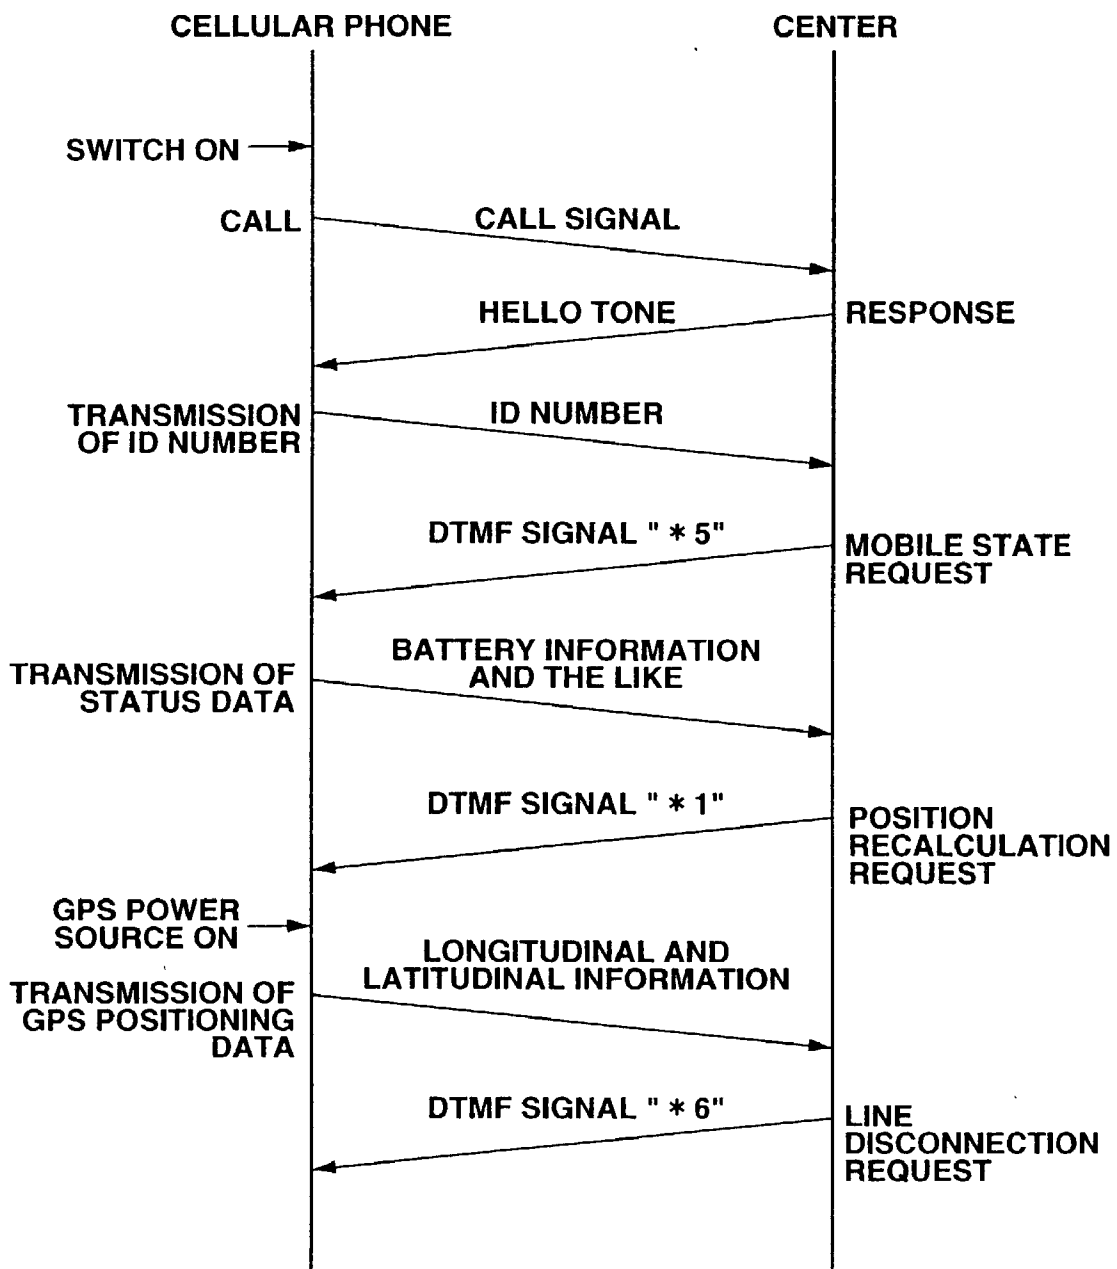 CELLULAR PHONE
CENTER
SWITCH ON
CALL
CALL SIGNAL
HELLO TONE
RESPONSE
TRANSMISSION
OF ID NUMBER
ID NUMBER
DTMF SIGNAL " * 5"
MOBILE STATE
REQUEST
BATTERY INFORMATION
AND THE LIKE
TRANSMISSION OF
STATUS DATA
DTMF SIGNAL " * 1"
POSITION
RECALCULATION
REQUEST
GPS POWER
SOURCE ON
LONGITUDINAL AND
LATITUDINAL INFORMATION
TRANSMISSION OF
GPS POSITIONING
DATA
DTMF SIGNAL " * 6"
LINE
DISCONNECTION
REQUEST